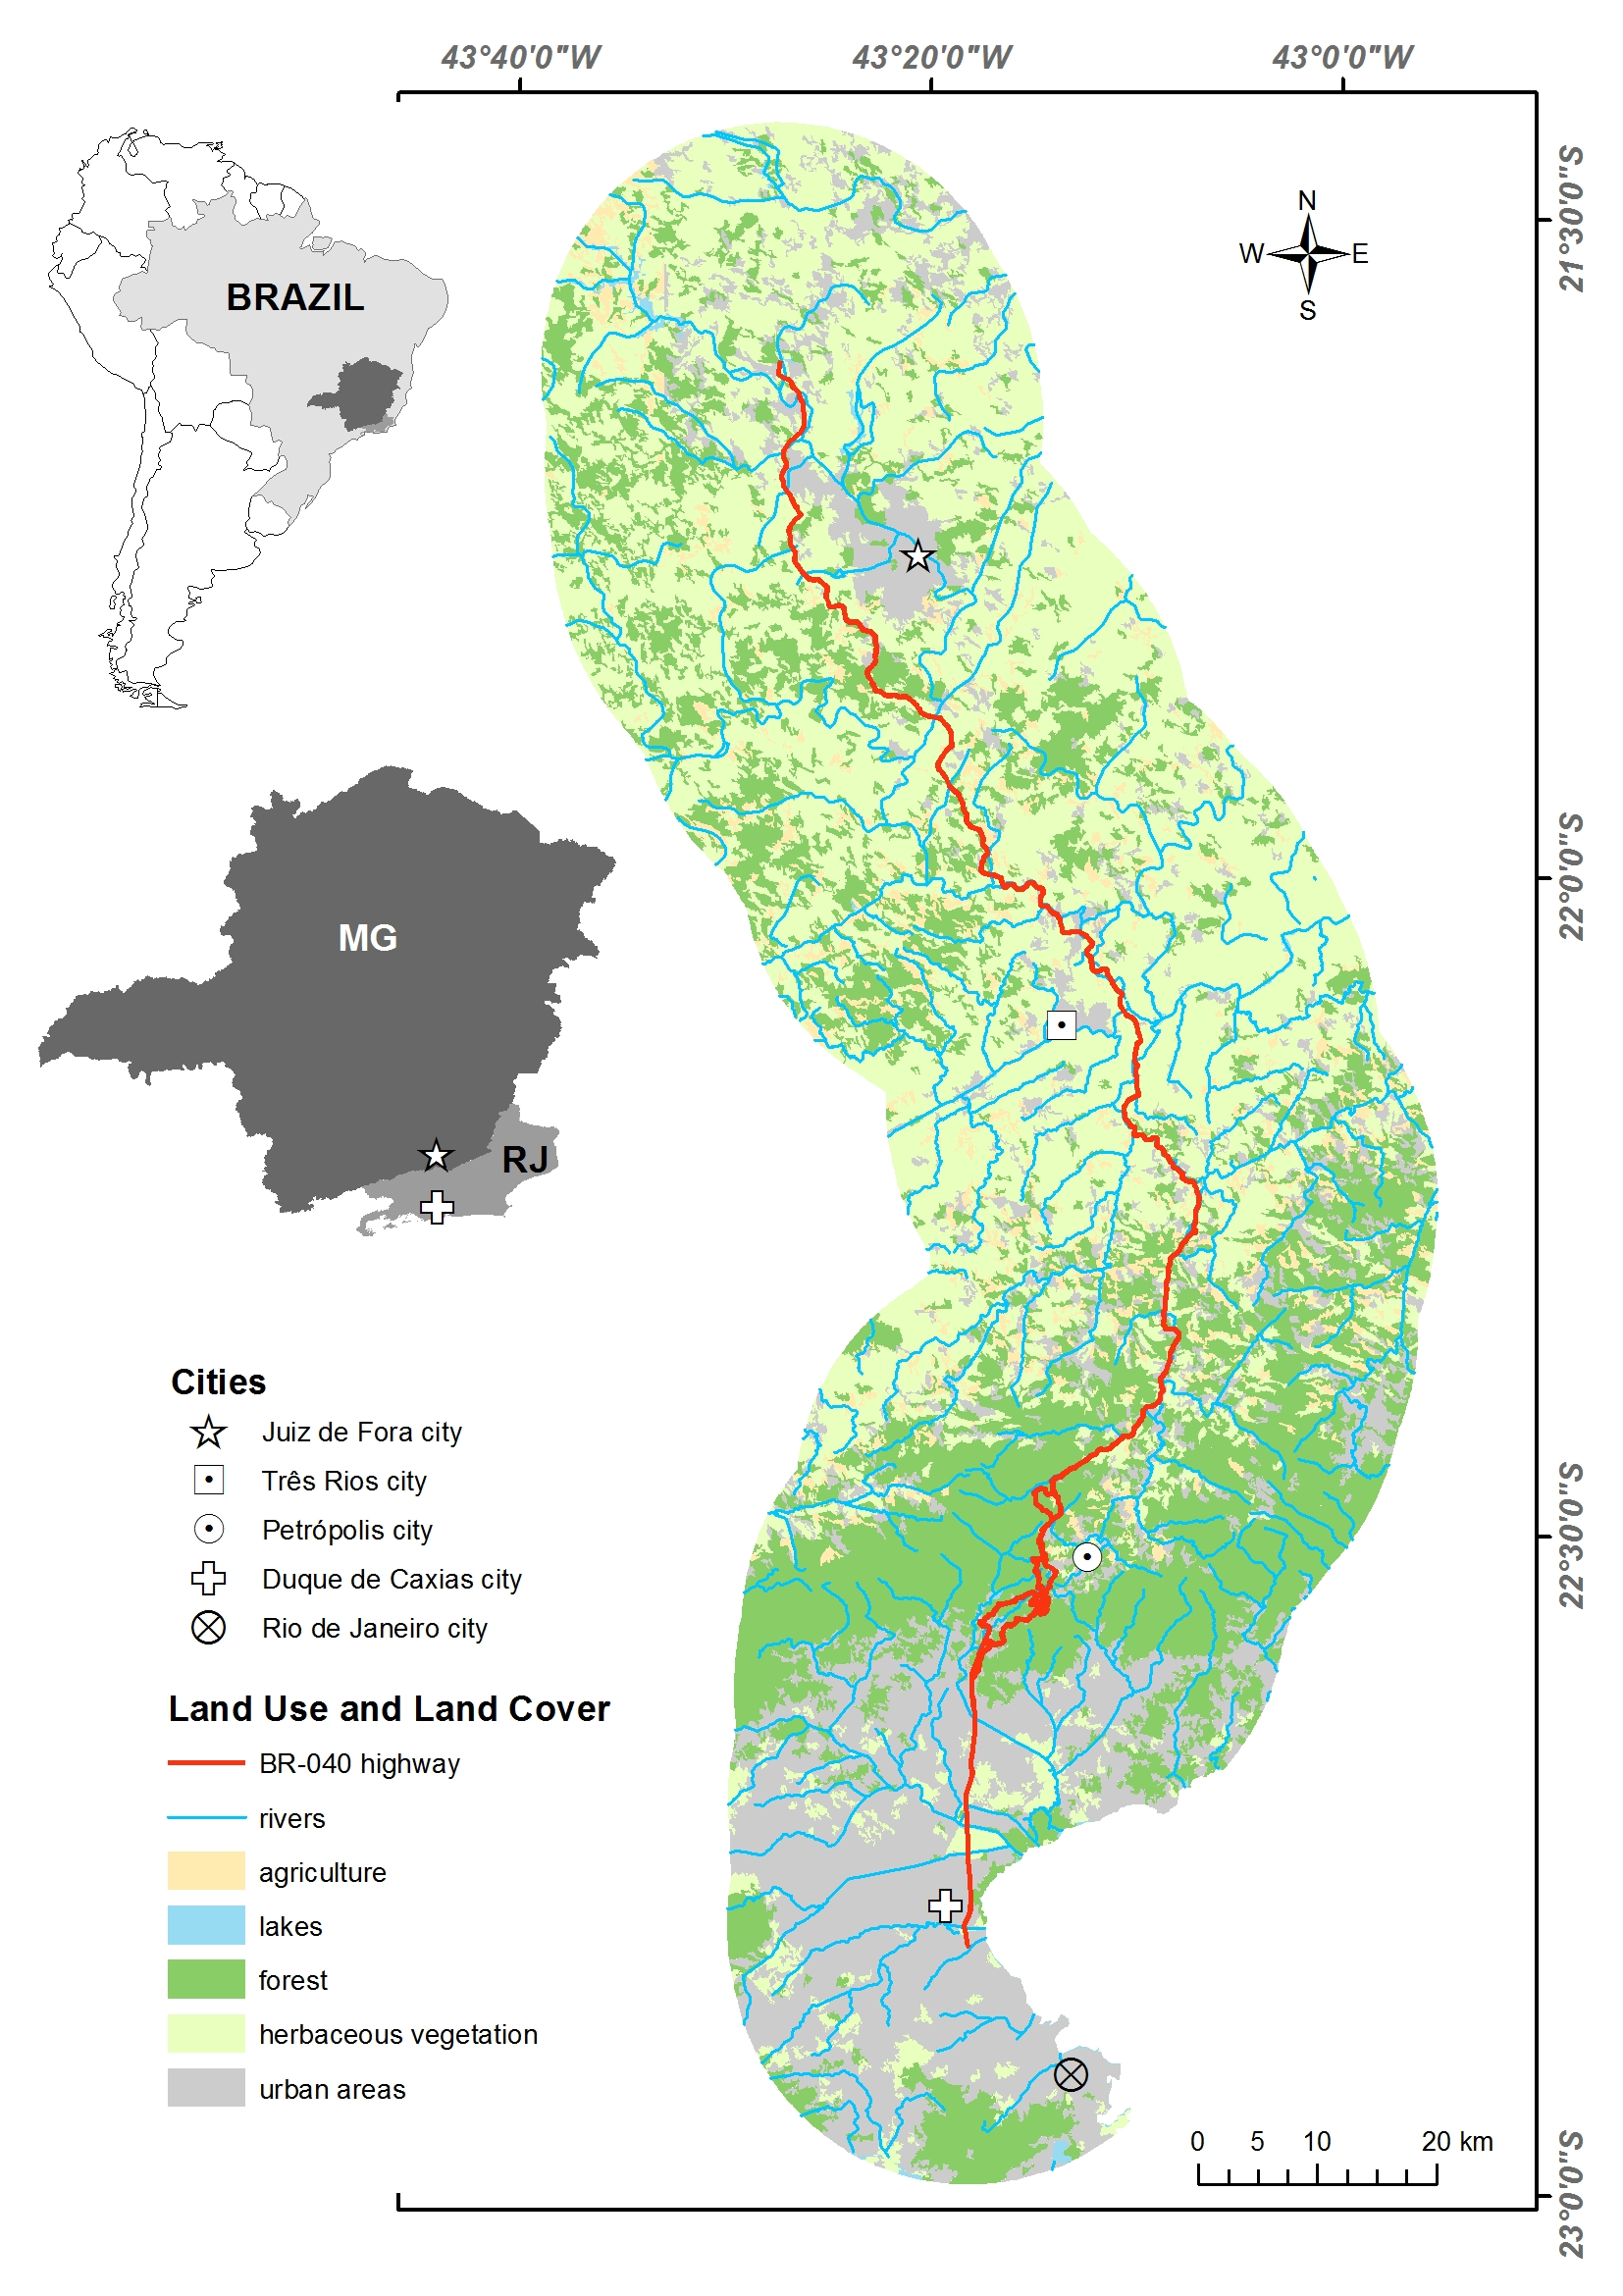 43°40'0"W
43°20'0"W
43°0'0"W
21°30'0"S
N
W
E
S
BRAZIL
22°0'0"S
MG
RJ
Cities
Juiz de Fora city
Três Rios city
Petrópolis city
Duque de Caxias city
Rio de Janeiro city
22°30'0"S
Land Use and Land Cover
BR-040 highway
rivers
agriculture
lakes
forest
herbaceous vegetation
urban areas
0 5 10 20 km
23°0'0"S